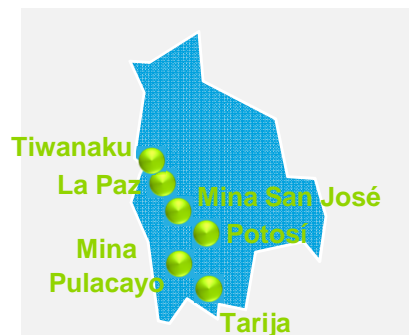 Tiwanaku
La Paz
Mina San José
Potosí
Mina
Pulacayo
Tarija